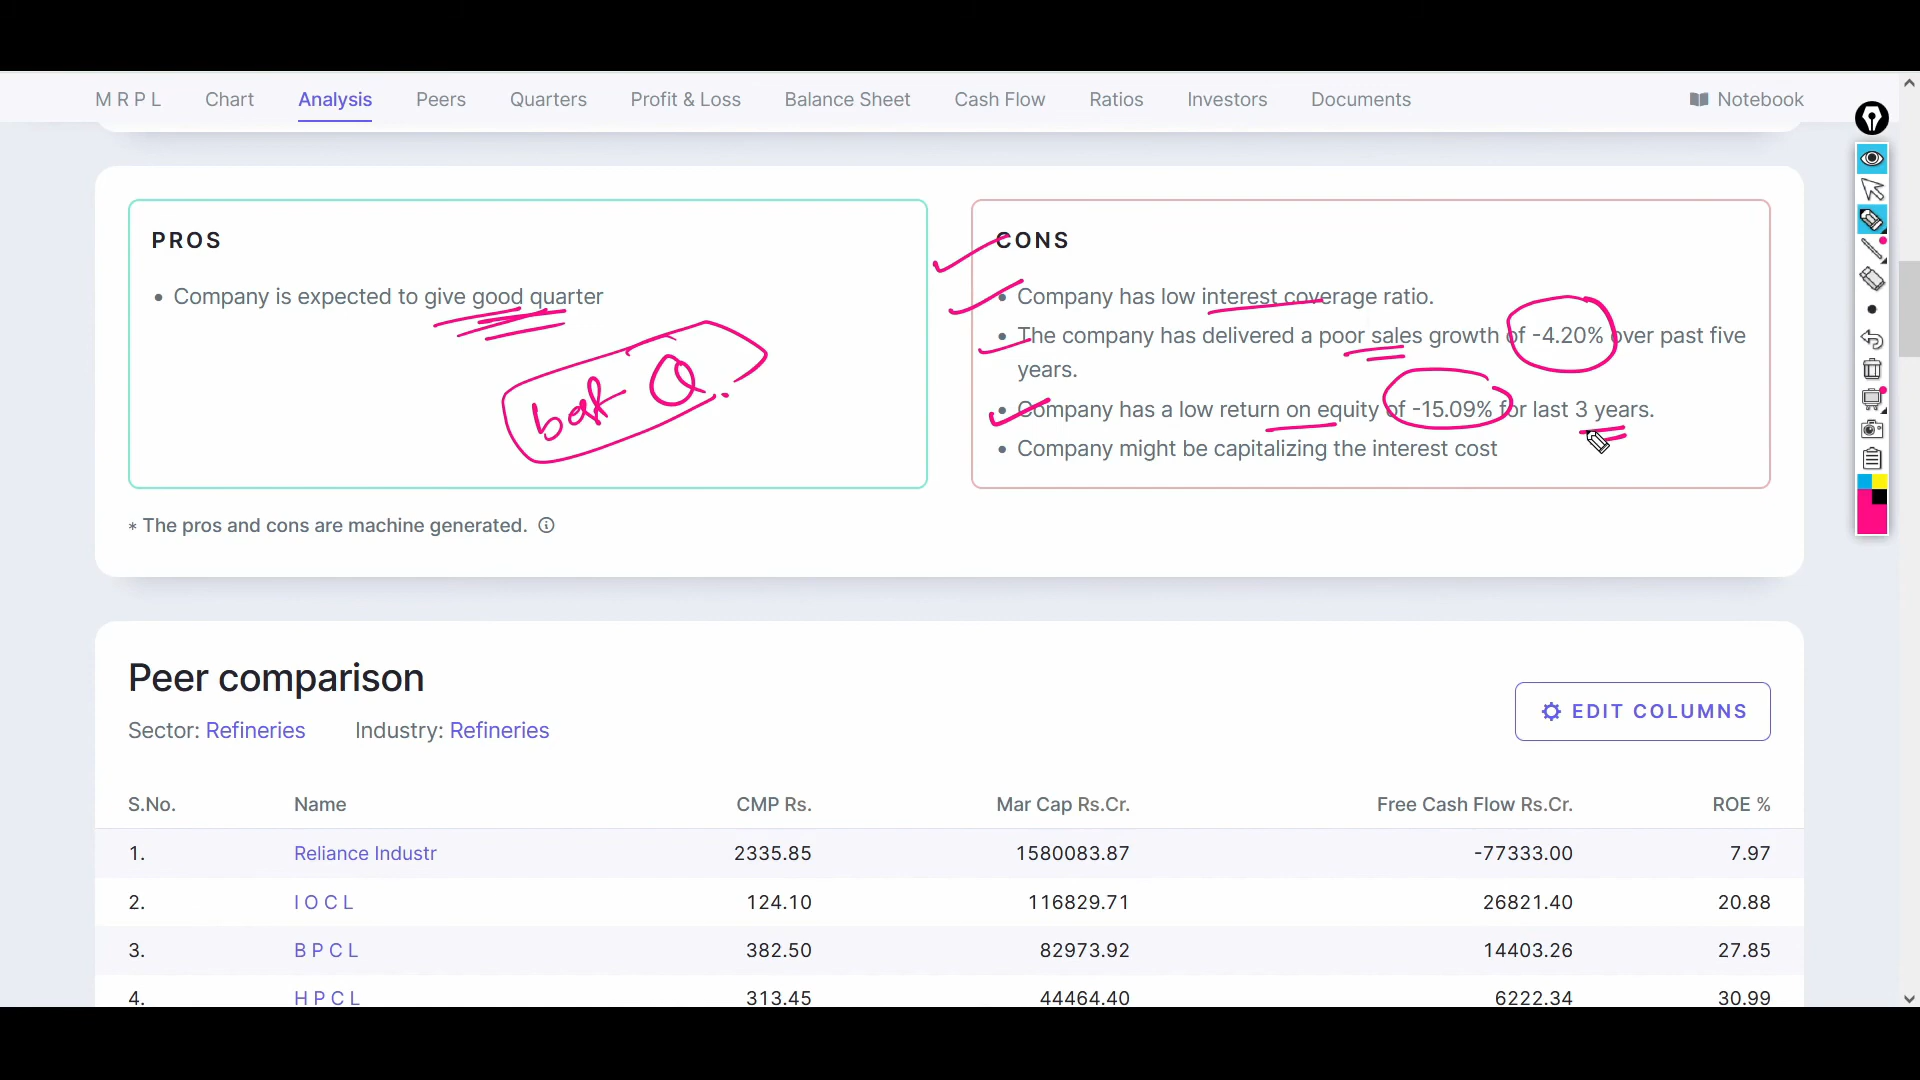 M R P L Chart Analysis Peers Quarters Profit & Loss Balance Sheet Cash Flow Ratios Investors Documents Notebook
PROS
• Company is expected to give good quarter
Q
CONS
• Company has low interest coverage ratio.
• The company has delivered a poor sales growth of -4.20% over past five
years.
• Company has a low return on equity of -15.09% for last 3 years.
• Company might be capitalizing the interest cost
* The pros and cons are machine generated.
Peer comparison
Sector: Refineries Industry: Refineries
EDIT COLUMNS
S.No. Name CMP Rs. Mar Cap Rs.Cr. Free Cash Flow Rs.Cr. ROE %
1. Reliance Industr 2335.85 1580083.87 -77333.00 7.97
2. I O C L 124.10 116829.71 26821.40 20.88
3. B P C L 382.50 82973.92 14403.26 27.85
4. H P C L 313.45 44464.40 6222.34 30.99